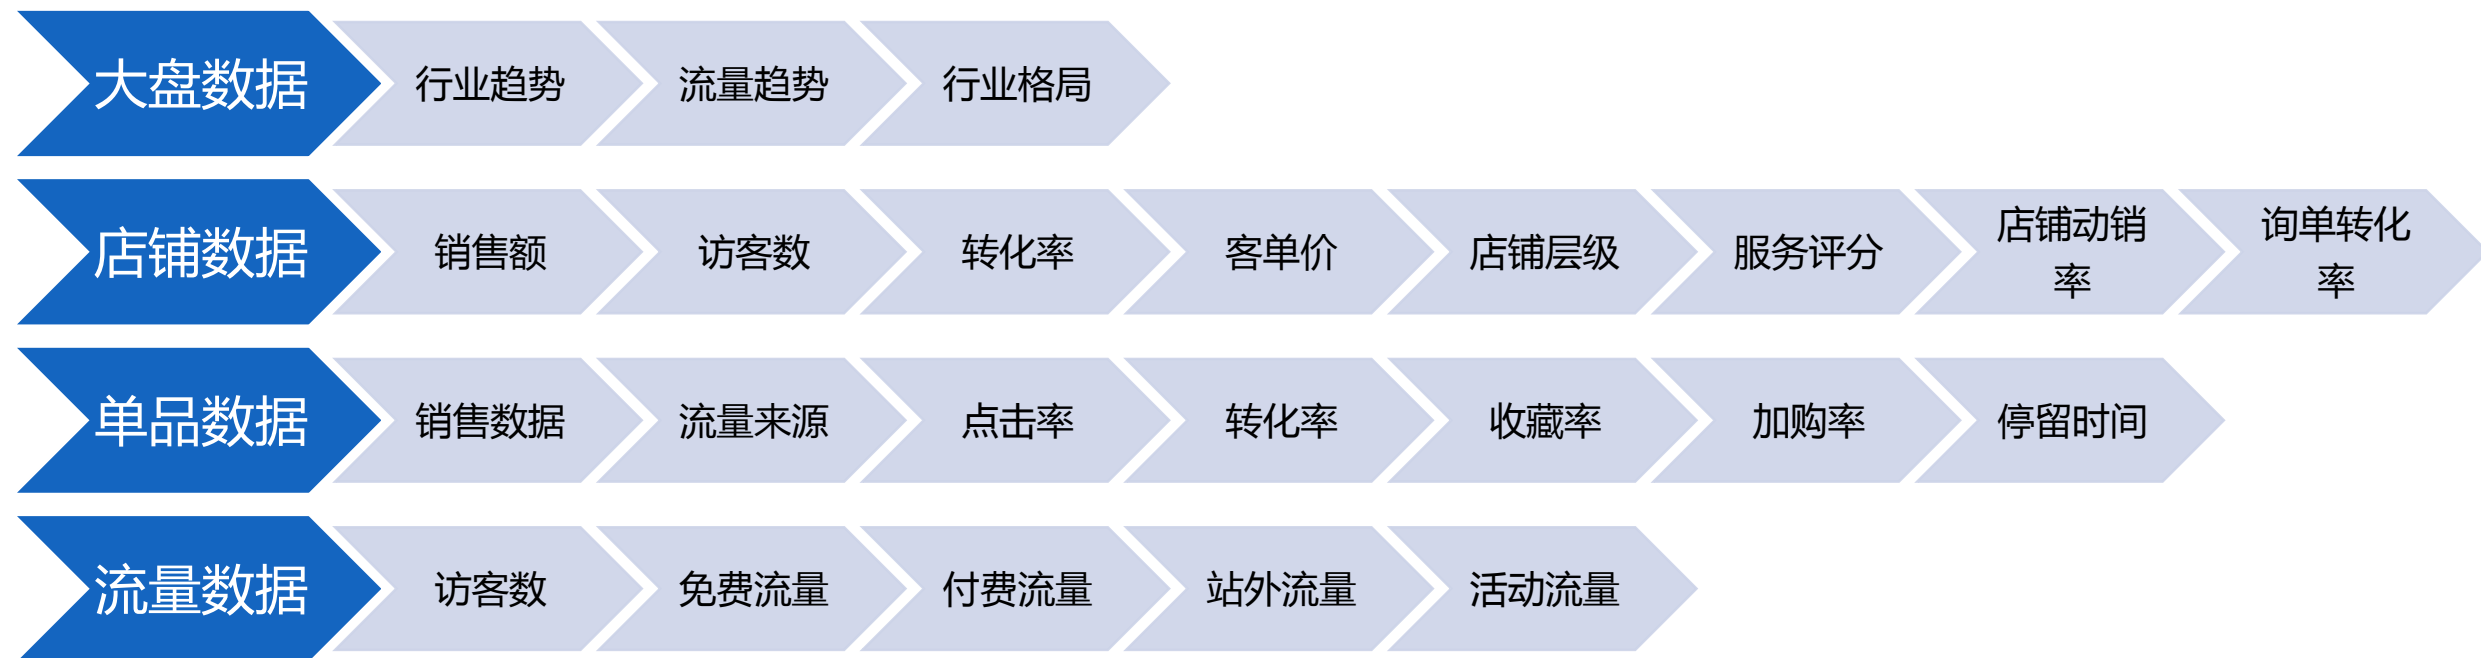 大盘数据
行业趋势
流量趋势
行业格局
店铺数据
销售额
访客数
转化率
客单价
店铺层级
服务评分
店铺动销
率
询单转化
率
单品数据
销售数据
流量来源
点击率
转化率
收藏率
加购率
停留时间
流量数据
访客数
免费流量
付费流量
站外流量
活动流量